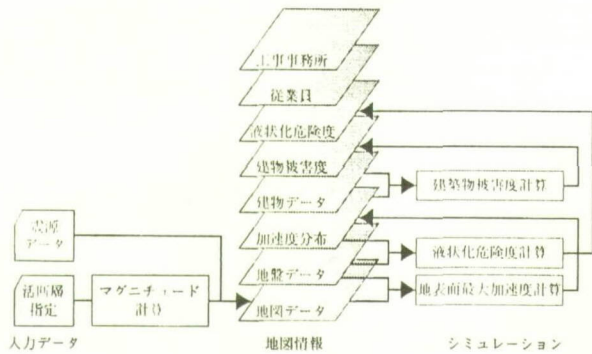 工事事務所
従業員
液状化危険度
建物被害度
建物データ
加速度分布
地盤データ
地図データ
震源
データ
活断層
指定
マグニチュード
計算
建築物被害度計算
液状化危険度計算
地表面最大加速度計算
入力データ
地図情報
シミュレーション